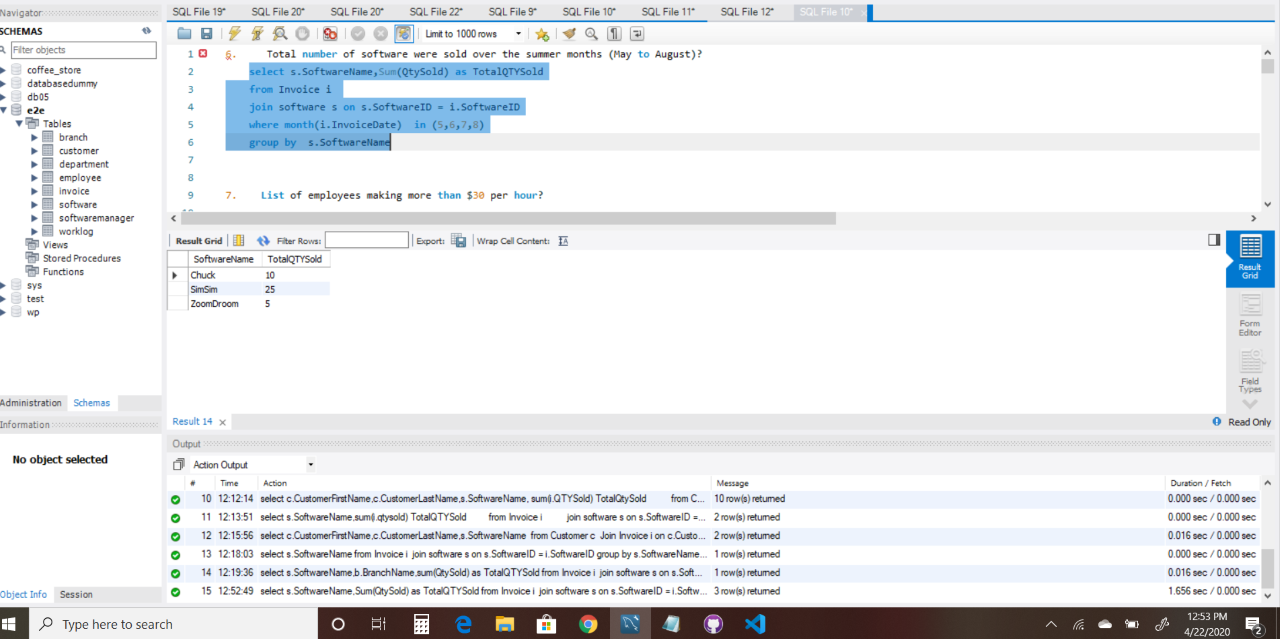 Navigator
SQL File 19*
SQL File 20*
SQL File 20*
SQL File 22*
SQL File 9*
SQL File 10*
SQL File 11*
SQL File 12*
SQL File 10*
SCHEMAS
Filter objects
coffee_store
databasedummy
db05
e2e
Tables
branch
customer
department
employee
invoice
software
softwaremanager
worklog
Views
Stored Procedures
Functions
sys
test
wp
Administration Schemas
Information
No object selected
Object Info Session
Limit to 1000 rows
1 6. Total number of software were sold over the summer months (May to August)?
2 select s.SoftwareName,Sum(QtySold) as TotalQTYSold
3 from Invoice i
4 join software s on s.SoftwareID = i.SoftwareID
5 where month(i.InvoiceDate) in (5,6,7,8)
6 group by s.SoftwareName
7
8
9 7. List of employees making more than $30 per hour?
Result Grid Filter Rows: Export: Wrap Cell Content:
SoftwareName TotalQTYSold
Chuck 10
SimSim 25
ZoomDroom 5
Result Grid
Form Editor
Field Types
Result 14
Read Only
Output
Action Output
# Time Action Message Duration / Fetch
10 12:12:14 select c.CustomerFirstName,c.CustomerLastName,s.SoftwareName, sum(i.QTYSold) TotalQtySold from C... 10 row(s) returned 0.000 sec / 0.000 sec
11 12:13:51 select s.SoftwareName,sum(i.qtysold) TotalQTYSold from Invoice i join software s on s.SoftwareID =... 2 row(s) returned 0.000 sec / 0.000 sec
12 12:15:56 select c.CustomerFirstName,c.CustomerLastName,s.SoftwareName from Customer c Join Invoice i on c.Custo... 2 row(s) returned 0.016 sec / 0.000 sec
13 12:18:03 select s.SoftwareName from Invoice i join software s on s.SoftwareID = i.SoftwareID group by s.SoftwareName... 1 row(s) returned 0.000 sec / 0.000 sec
14 12:19:36 select s.SoftwareName,b.BranchName,sum(QtySold) as TotalQTYSold from Invoice i join software s on s.Soft... 1 row(s) returned 0.016 sec / 0.000 sec
15 12:52:49 select s.SoftwareName,Sum(QtySold) as TotalQTYSold from Invoice i join software s on s.SoftwareID = i.Softw... 3 row(s) returned 1.656 sec / 0.000 sec
Type here to search
12:53 PM
4/22/2020
2